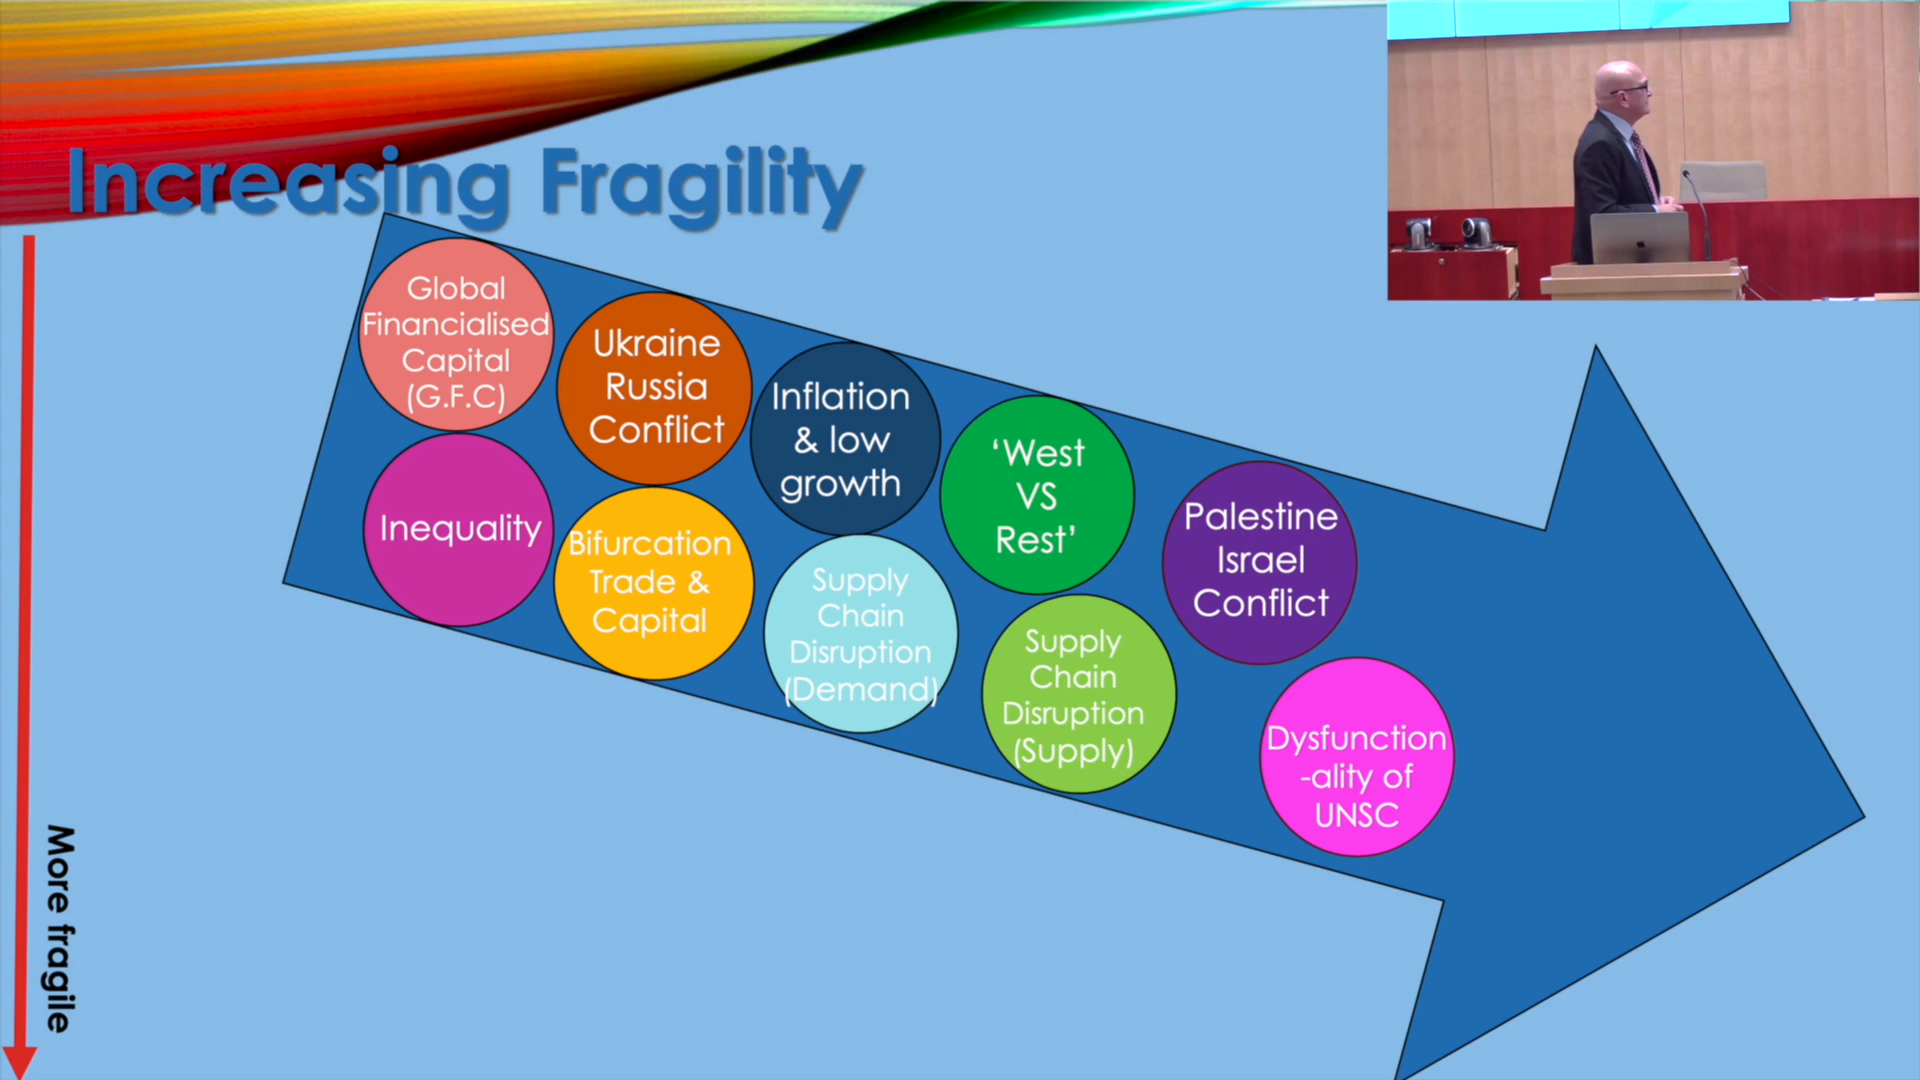 Increasing Fragility
Global
Financialised
Capital
(G.F.C)
Ukraine
Russia
Conflict
Inflation
& low
growth
‘West
VS
Rest’
Palestine
Israel
Conflict
Inequality
Bifurcation
Trade &
Capital
Supply
Chain
Disruption
(Demand)
Supply
Chain
Disruption
(Supply)
Dysfunction
-ality of
UNSC
More fragile